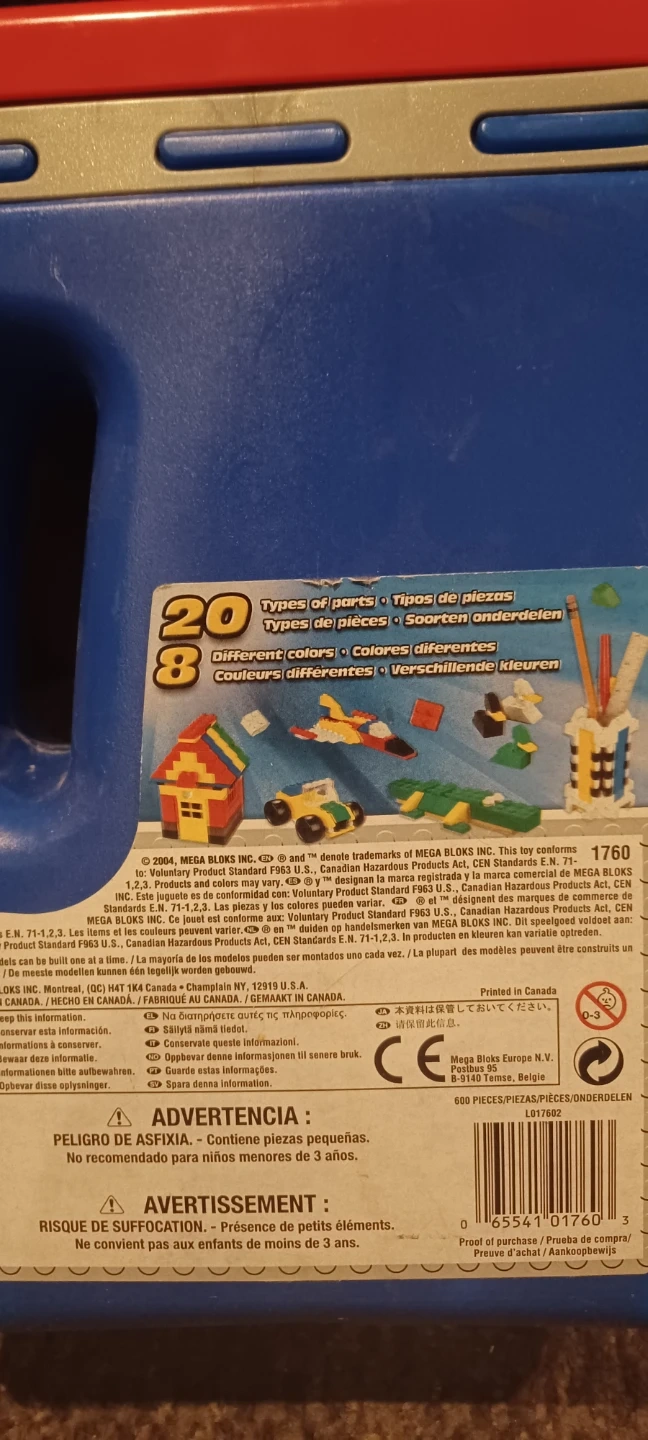 20 Types of parts • Tipos de piezas
Types de pièces • Soorten onderdelen
8 Different colors • Colores diferentes
Couleurs différentes • Verschillende kleuren
© 2004, MEGA BLOKS INC. EN ® and ™ denote trademarks of MEGA BLOKS INC. This toy conforms
1760
to: Voluntary Product Standard F963 U.S., Canadian Hazardous Products Act, CEN Standards E.N. 71-
1,2,3. Products and colors may vary. ES ® y ™ designan la marca registrada y la marca comercial de MEGA BLOKS
INC. Este juguete es de conformidad con: Voluntary Product Standard F963 U.S., Canadian Hazardous Products Act, CEN
Standards E.N. 71-1,2,3. Las piezas y los colores pueden variar. FR ® et ™ désignent des marques de commerce de
MEGA BLOKS INC. Ce jouet est conforme aux: Voluntary Product Standard F963 U.S., Canadian Hazardous Products Act, CEN
E.N. 71-1,2,3. Les items et les couleurs peuvent varier. NL ® en ™ duiden op handelsmerken van MEGA BLOKS INC. Dit speelgoed voldoet aan:
Product Standard F963 U.S., Canadian Hazardous Products Act, CEN Standards E.N. 71-1,2,3. In producten en kleuren kan variatie optreden.
can be built one at a time. / La mayoría de los modelos pueden ser montados uno cada vez. / La plupart des modèles peuvent être construits un
/ De meeste modellen kunnen één tegelijk worden gebouwd.
INC. Montreal, (QC) H4T 1K4 Canada • Champlain NY, 12919 U.S.A.
CANADA. / HECHO EN CANADÁ. / FABRIQUÉ AU CANADA. / GEMAAKT IN CANADA.
Printed in Canada
this information.
esta información.
à conserver.
deze informatie.
bitte aufbewahren.
disse oplysninger.
EL Να διατηρήσετε αυτές τις πληροφορίες.
FI Säilytä nämä tiedot.
IT Conservate queste informazioni.
NO Oppbevar denne informasjonen til senere bruk.
PT Guarde estas informações.
SV Spara denna information.
JA 本資料は保管しておいてください。
ZH 请保留此信息。
CE
Mega Bloks Europe N.V.
Postbus 95
B-9140 Temse, Belgie
0-3
600 PIECES/PIEZAS/PIÈCES/ONDERDELEN
L017602
ADVERTENCIA :
PELIGRO DE ASFIXIA. - Contiene piezas pequeñas.
No recomendado para niños menores de 3 años.
AVERTISSEMENT :
RISQUE DE SUFFOCATION. - Présence de petits éléments.
Ne convient pas aux enfants de moins de 3 ans.
0 65541 01760 3
Proof of purchase / Prueba de compra/
Preuve d'achat / Aankoopbewijs